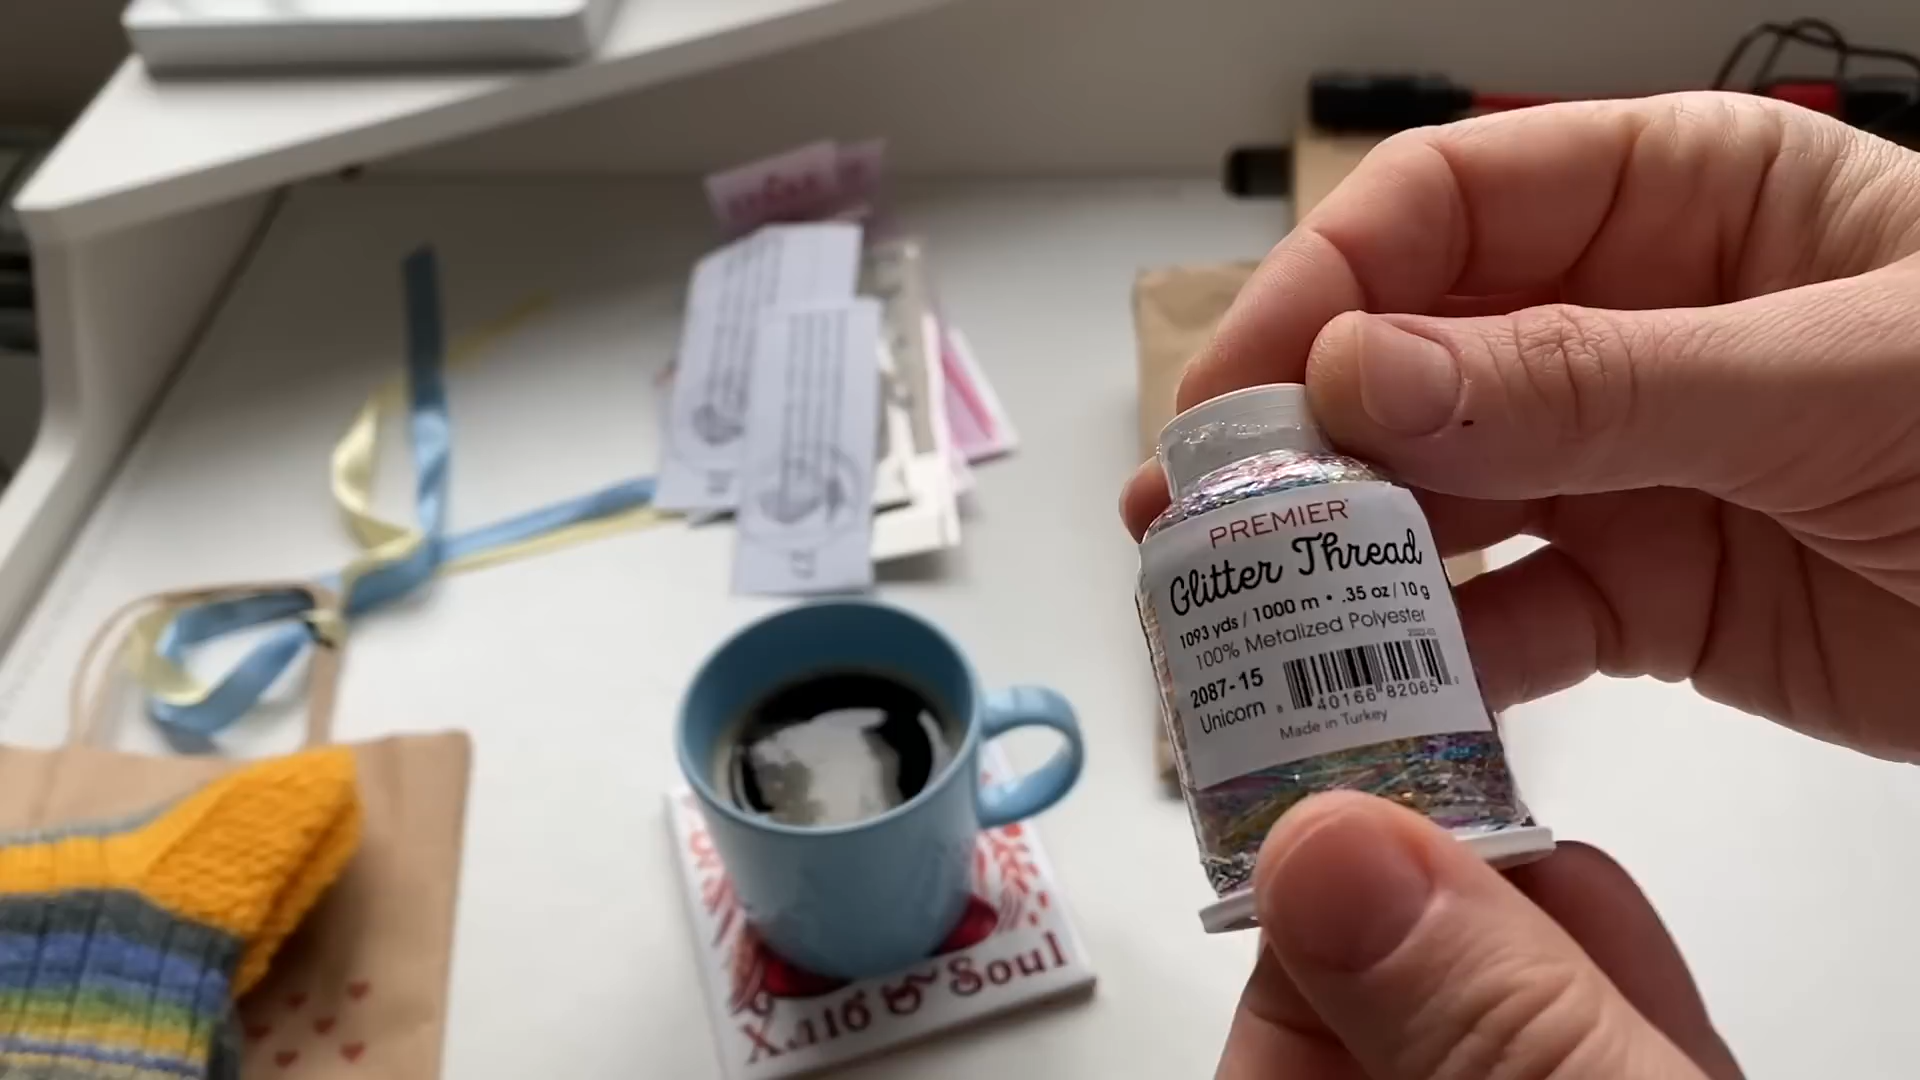 PREMIER
Glitter Thread
1093 yds / 1000 m • .35 oz / 10 g
100% Metalized Polyester
2087-15
Unicorn
40166 82065
Made in Turkey
& Soul